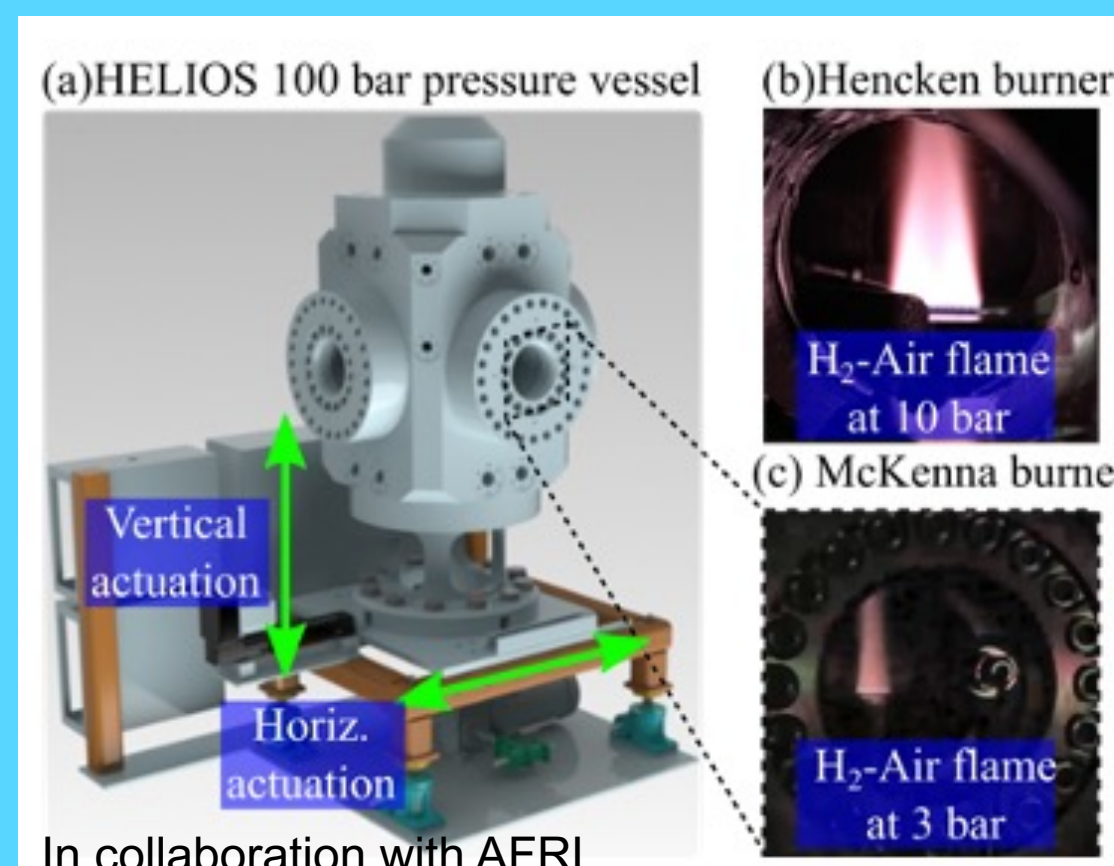 (a)HELIOS 100 bar pressure vessel
(b)Hencken burner
H₂-Air flame
at 10 bar
(c) McKenna burne
Vertical
actuation
Horiz.
actuation
H₂-Air flame
at 3 bar
In collaboration with AFRL